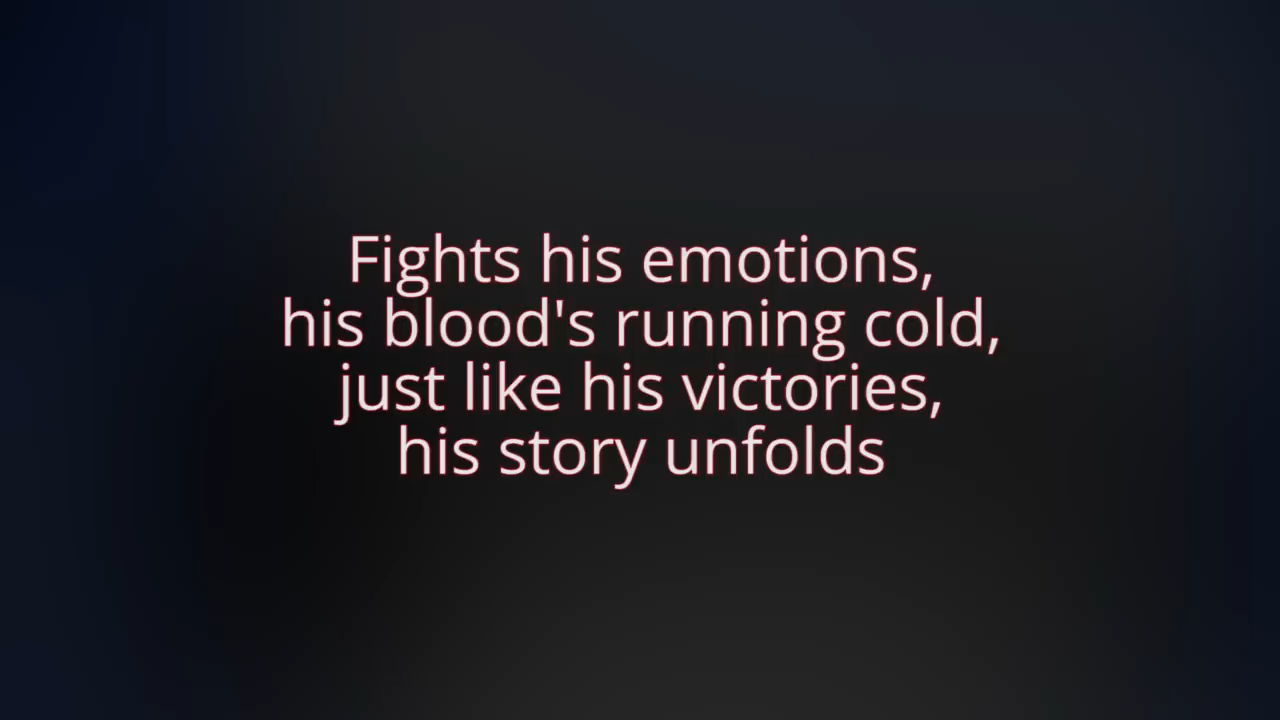 Fights his emotions,
his blood's running cold,
just like his victories,
his story unfolds